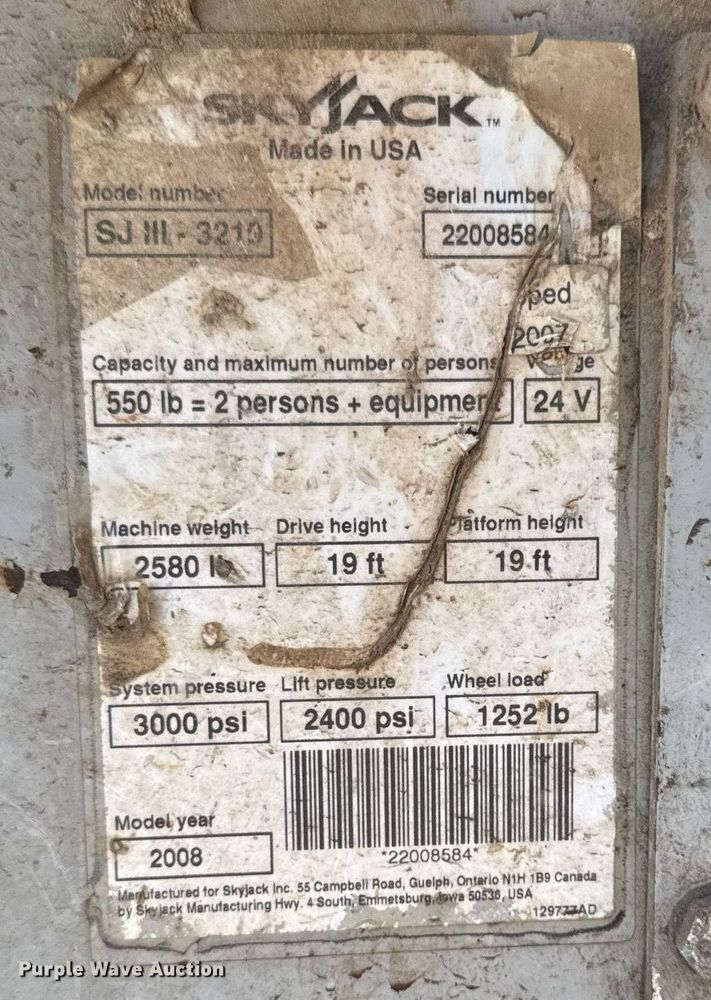 SKYJACK™
Made in USA
Model number Serial number
SJ III - 3219 22008584
ped
2007
Capacity and maximum number of persons
550 lb = 2 persons + equipment 24 V
Machine weight Drive height Platform height
2580 lb 19 ft 19 ft
System pressure Lift pressure Wheel load
3000 psi 2400 psi 1252 lb
Model year
2008
*22008584*
Manufactured for Skyjack Inc. 55 Campbell Road, Guelph, Ontario N1H 1B9 Canada
by Skyjack Manufacturing Hwy. 4 South, Emmetsburg, Iowa 50536, USA
Purple Wave Auction